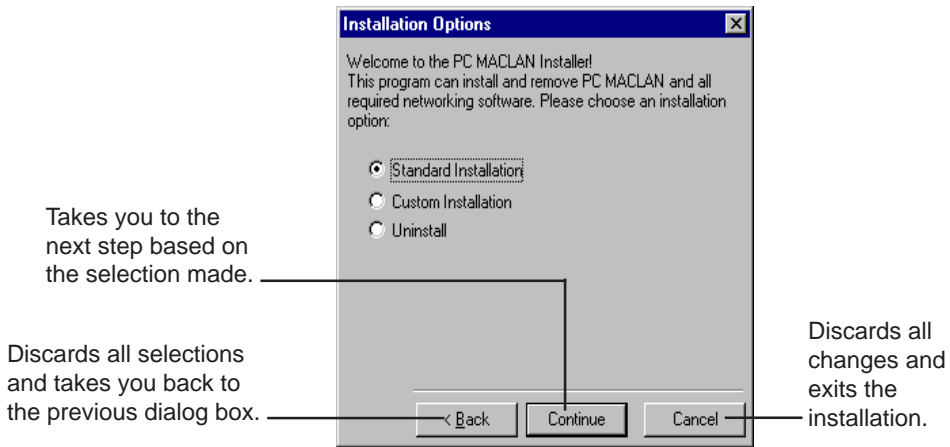 Installation Options
Welcome to the PC MACLAN Installer!
This program can install and remove PC MACLAN and all
required networking software. Please choose an installation
option:
Standard Installation
Custom Installation
Uninstall
Takes you to the
next step based on
the selection made.
Discards all selections
and takes you back to
the previous dialog box.
< Back
Continue
Cancel
Discards all
changes and
exits the
installation.